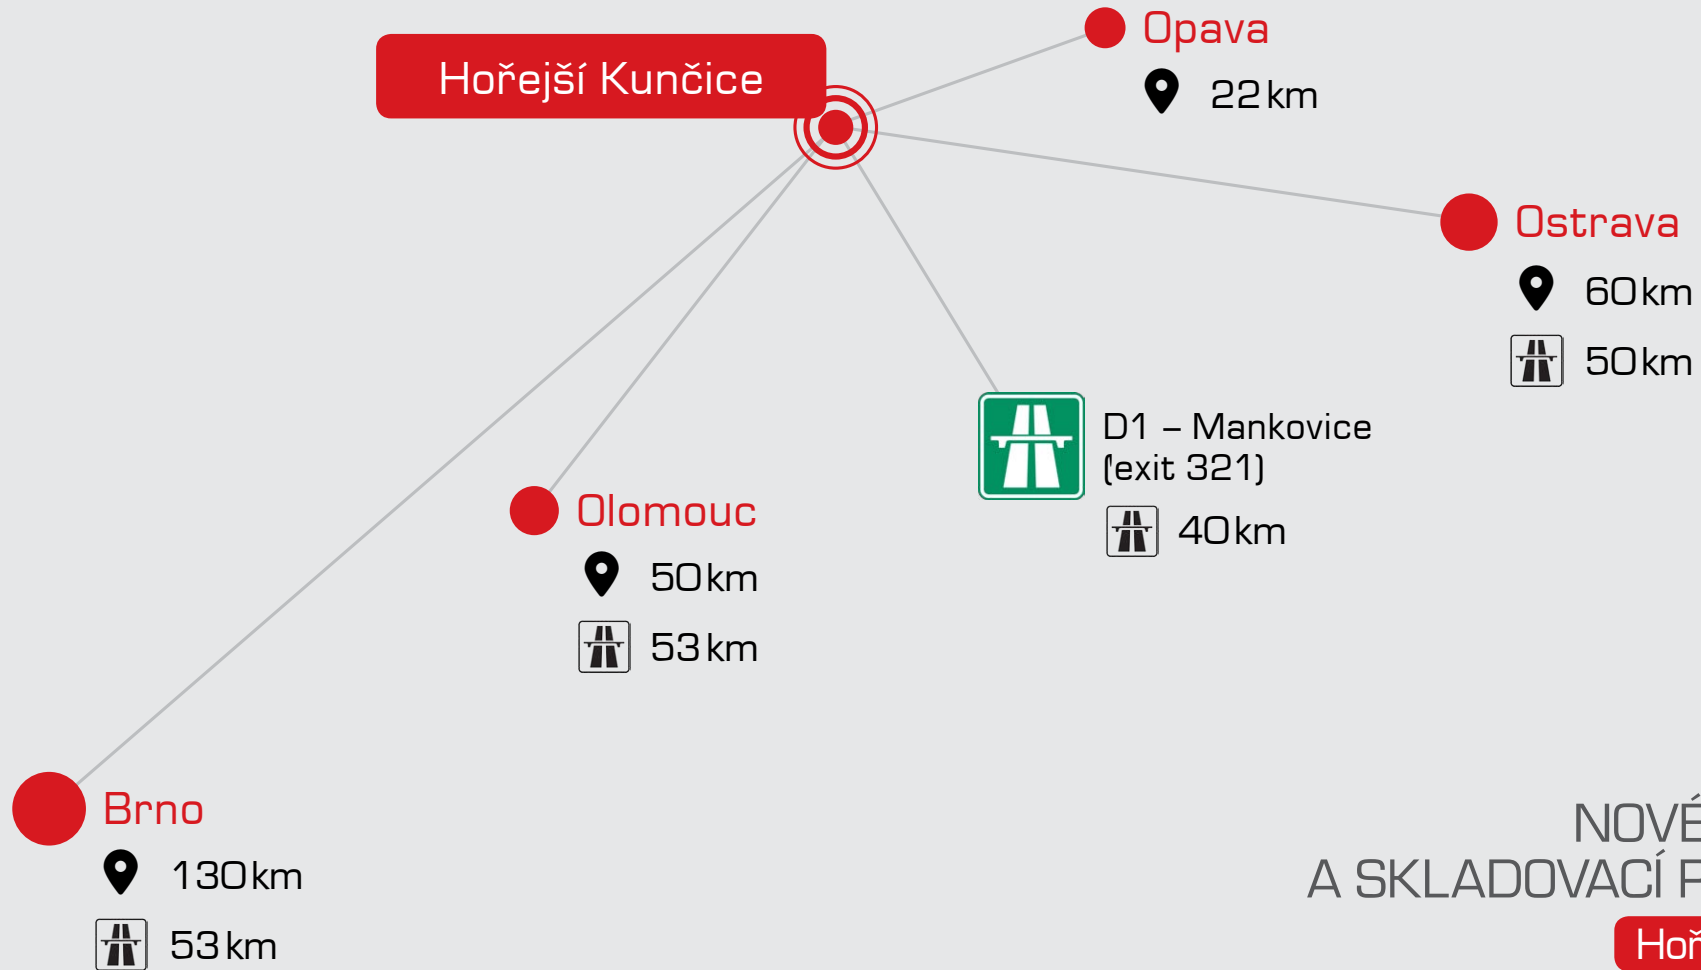 Hořejší Kunčice
Opava
22 km
Ostrava
60 km
50 km
D1 – Mankovice
(exit 321)
40 km
Olomouc
50 km
53 km
Brno
130 km
53 km
NOVÉ
A SKLADOVACÍ